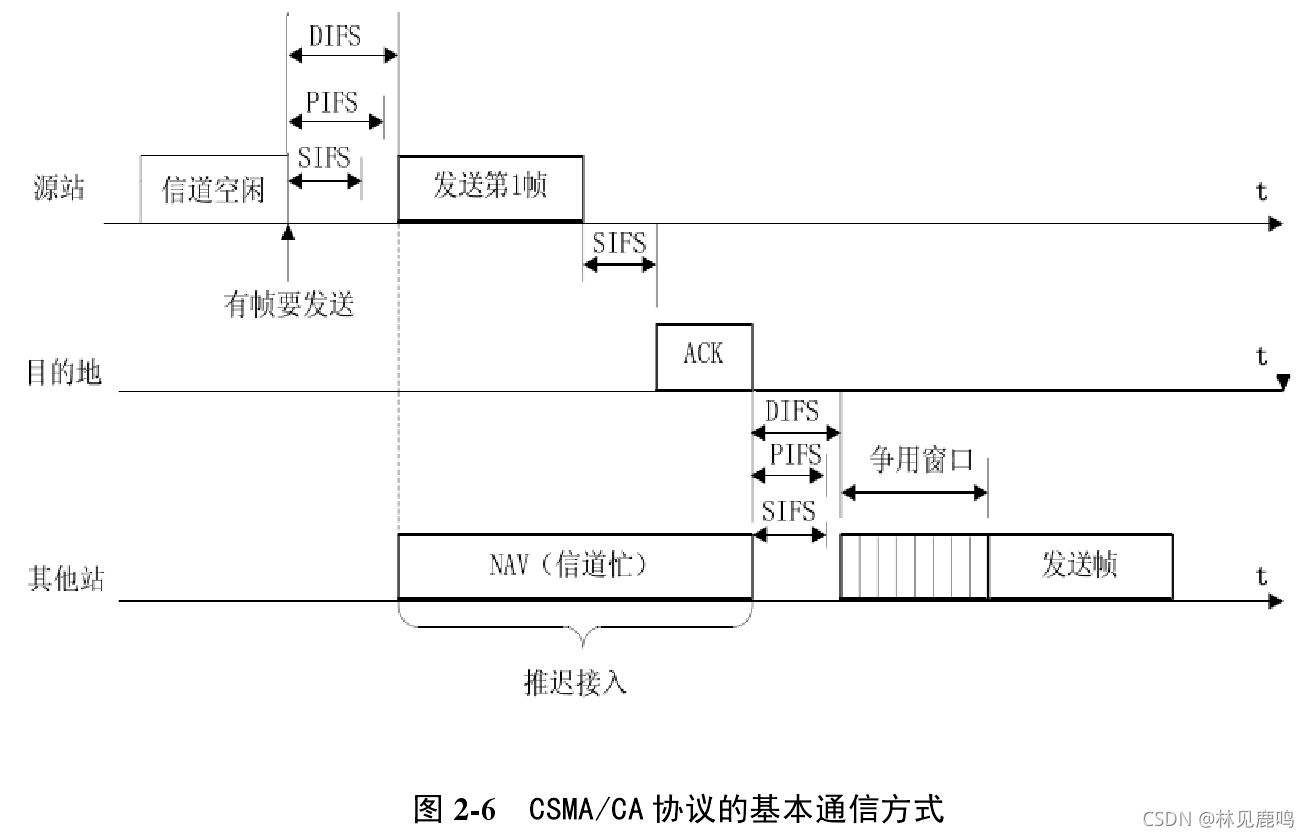 DIFS
PIFS
SIFS
源站
信道空闲
发送第1帧
t
SIFS
有帧要发送
目的地
ACK
t
DIFS
PIFS
争用窗口
SIFS
其他站
NAV（信道忙）
发送帧
t
推迟接入
图 2-6 CSMA/CA 协议的基本通信方式
CSDN @林见鹿鸣